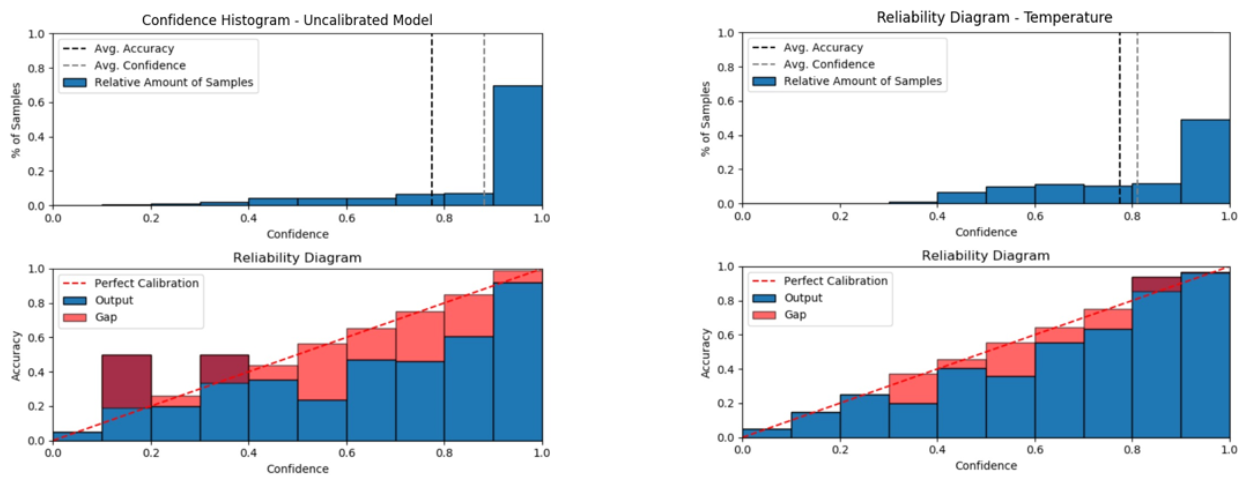 Confidence Histogram - Uncalibrated Model
1.0
0.8
0.6
0.4
0.2
0.0
% of Samples
Avg. Accuracy
Avg. Confidence
Relative Amount of Samples
0.0 0.2 0.4 0.6 0.8 1.0
Confidence
Reliability Diagram
1.0
0.8
0.6
0.4
0.2
0.0
Accuracy
Perfect Calibration
Output
Gap
0.0 0.2 0.4 0.6 0.8 1.0
Confidence
Reliability Diagram - Temperature
1.0
0.8
0.6
0.4
0.2
0.0
% of Samples
Avg. Accuracy
Avg. Confidence
Relative Amount of Samples
0.0 0.2 0.4 0.6 0.8 1.0
Confidence
Reliability Diagram
1.0
0.8
0.6
0.4
0.2
0.0
Accuracy
Perfect Calibration
Output
Gap
0.0 0.2 0.4 0.6 0.8 1.0
Confidence